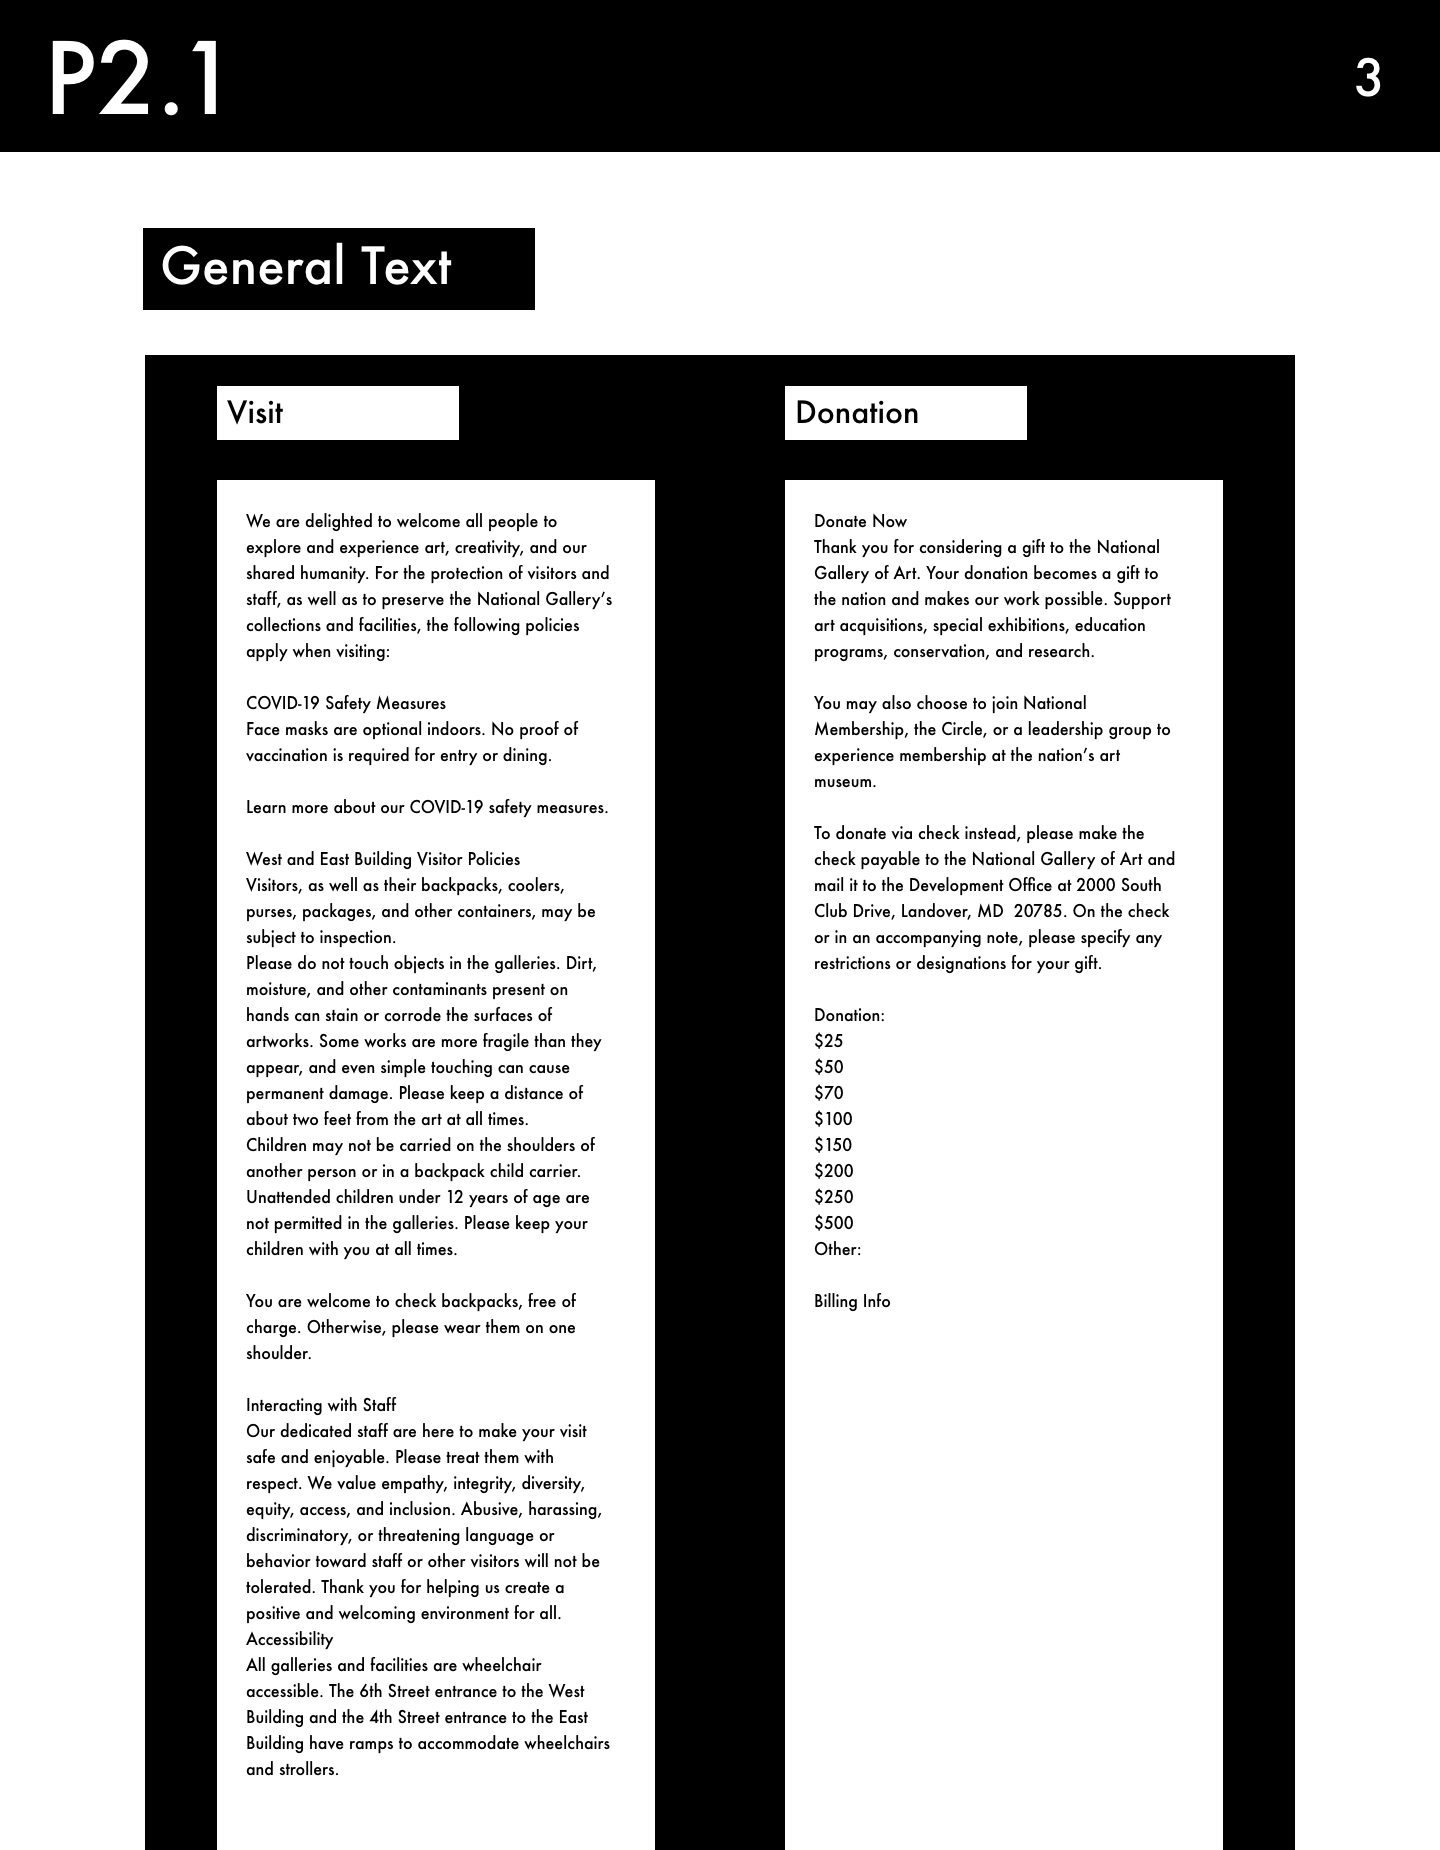 P2.1
3
General Text
Visit
We are delighted to welcome all people to
explore and experience art, creativity, and our
shared humanity. For the protection of visitors and
staff, as well as to preserve the National Gallery’s
collections and facilities, the following policies
apply when visiting:
COVID-19 Safety Measures
Face masks are optional indoors. No proof of
vaccination is required for entry or dining.
Learn more about our COVID-19 safety measures.
West and East Building Visitor Policies
Visitors, as well as their backpacks, coolers,
purses, packages, and other containers, may be
subject to inspection.
Please do not touch objects in the galleries. Dirt,
moisture, and other contaminants present on
hands can stain or corrode the surfaces of
artworks. Some works are more fragile than they
appear, and even simple touching can cause
permanent damage. Please keep a distance of
about two feet from the art at all times.
Children may not be carried on the shoulders of
another person or in a backpack child carrier.
Unattended children under 12 years of age are
not permitted in the galleries. Please keep your
children with you at all times.
You are welcome to check backpacks, free of
charge. Otherwise, please wear them on one
shoulder.
Interacting with Staff
Our dedicated staff are here to make your visit
safe and enjoyable. Please treat them with
respect. We value empathy, integrity, diversity,
equity, access, and inclusion. Abusive, harassing,
discriminatory, or threatening language or
behavior toward staff or other visitors will not be
tolerated. Thank you for helping us create a
positive and welcoming environment for all.
Accessibility
All galleries and facilities are wheelchair
accessible. The 6th Street entrance to the West
Building and the 4th Street entrance to the East
Building have ramps to accommodate wheelchairs
and strollers.
Donation
Donate Now
Thank you for considering a gift to the National
Gallery of Art. Your donation becomes a gift to
the nation and makes our work possible. Support
art acquisitions, special exhibitions, education
programs, conservation, and research.
You may also choose to join National
Membership, the Circle, or a leadership group to
experience membership at the nation’s art
museum.
To donate via check instead, please make the
check payable to the National Gallery of Art and
mail it to the Development Office at 2000 South
Club Drive, Landover, MD  20785. On the check
or in an accompanying note, please specify any
restrictions or designations for your gift.
Donation:
$25
$50
$70
$100
$150
$200
$250
$500
Other:
Billing Info